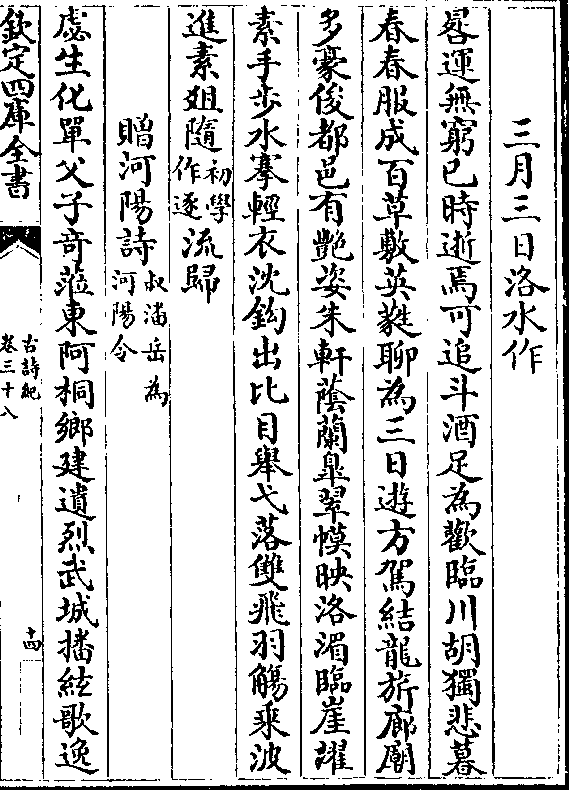 三月三日洛水作
晷運無窮已時逝焉可追斗酒足為歡臨川胡獨悲暮
春春服成百草敷英蕤聊為三日遊方駕結龍旂廊廟
多豪俊都邑有艶姿朱軒蔭蘭臯翠幙映洛湄臨崖濯
素手步水搴輕衣沈鈎出比目舉弋落雙飛羽觴乘波
進素俎隨初學作逐流歸
贈河陽詩叔潘岳為河陽令
虙生化單父子奇蒞東阿桐鄉建遺烈武城播絃歌逸
欽定四庫全書
古詩紀
卷三十八
十四